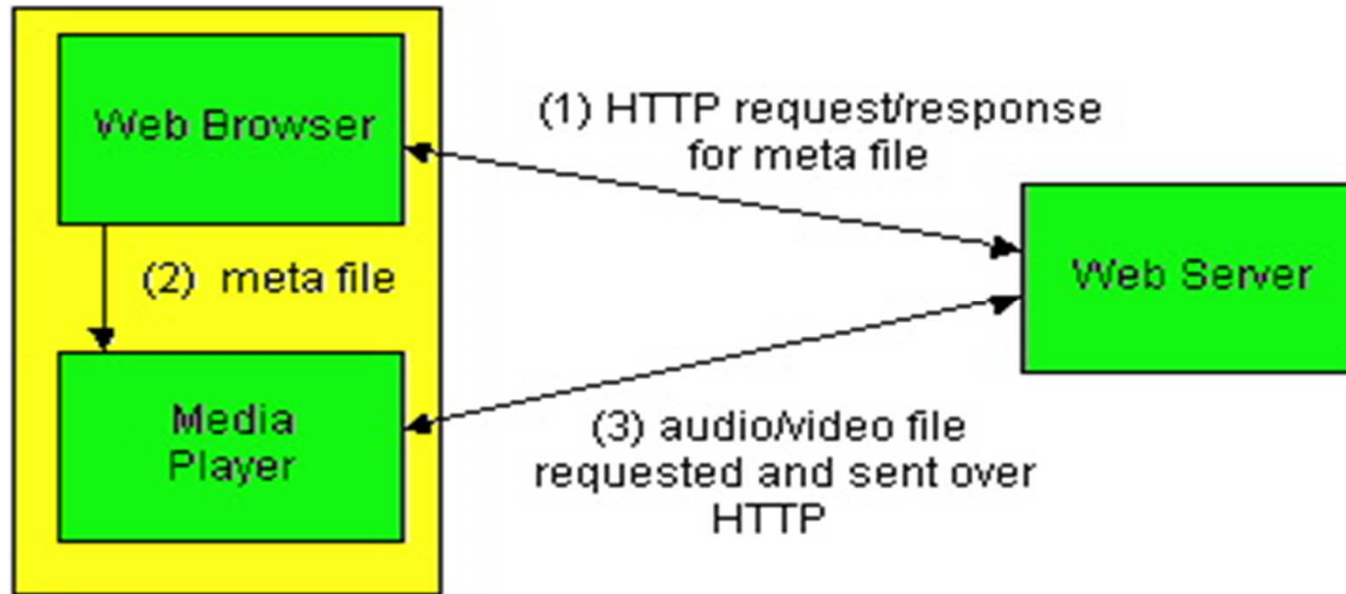 Web Browser
(1) HTTP request/response
for meta file
Web Server
(2) meta file
Media
Player
(3) audio/video file
requested and sent over
HTTP